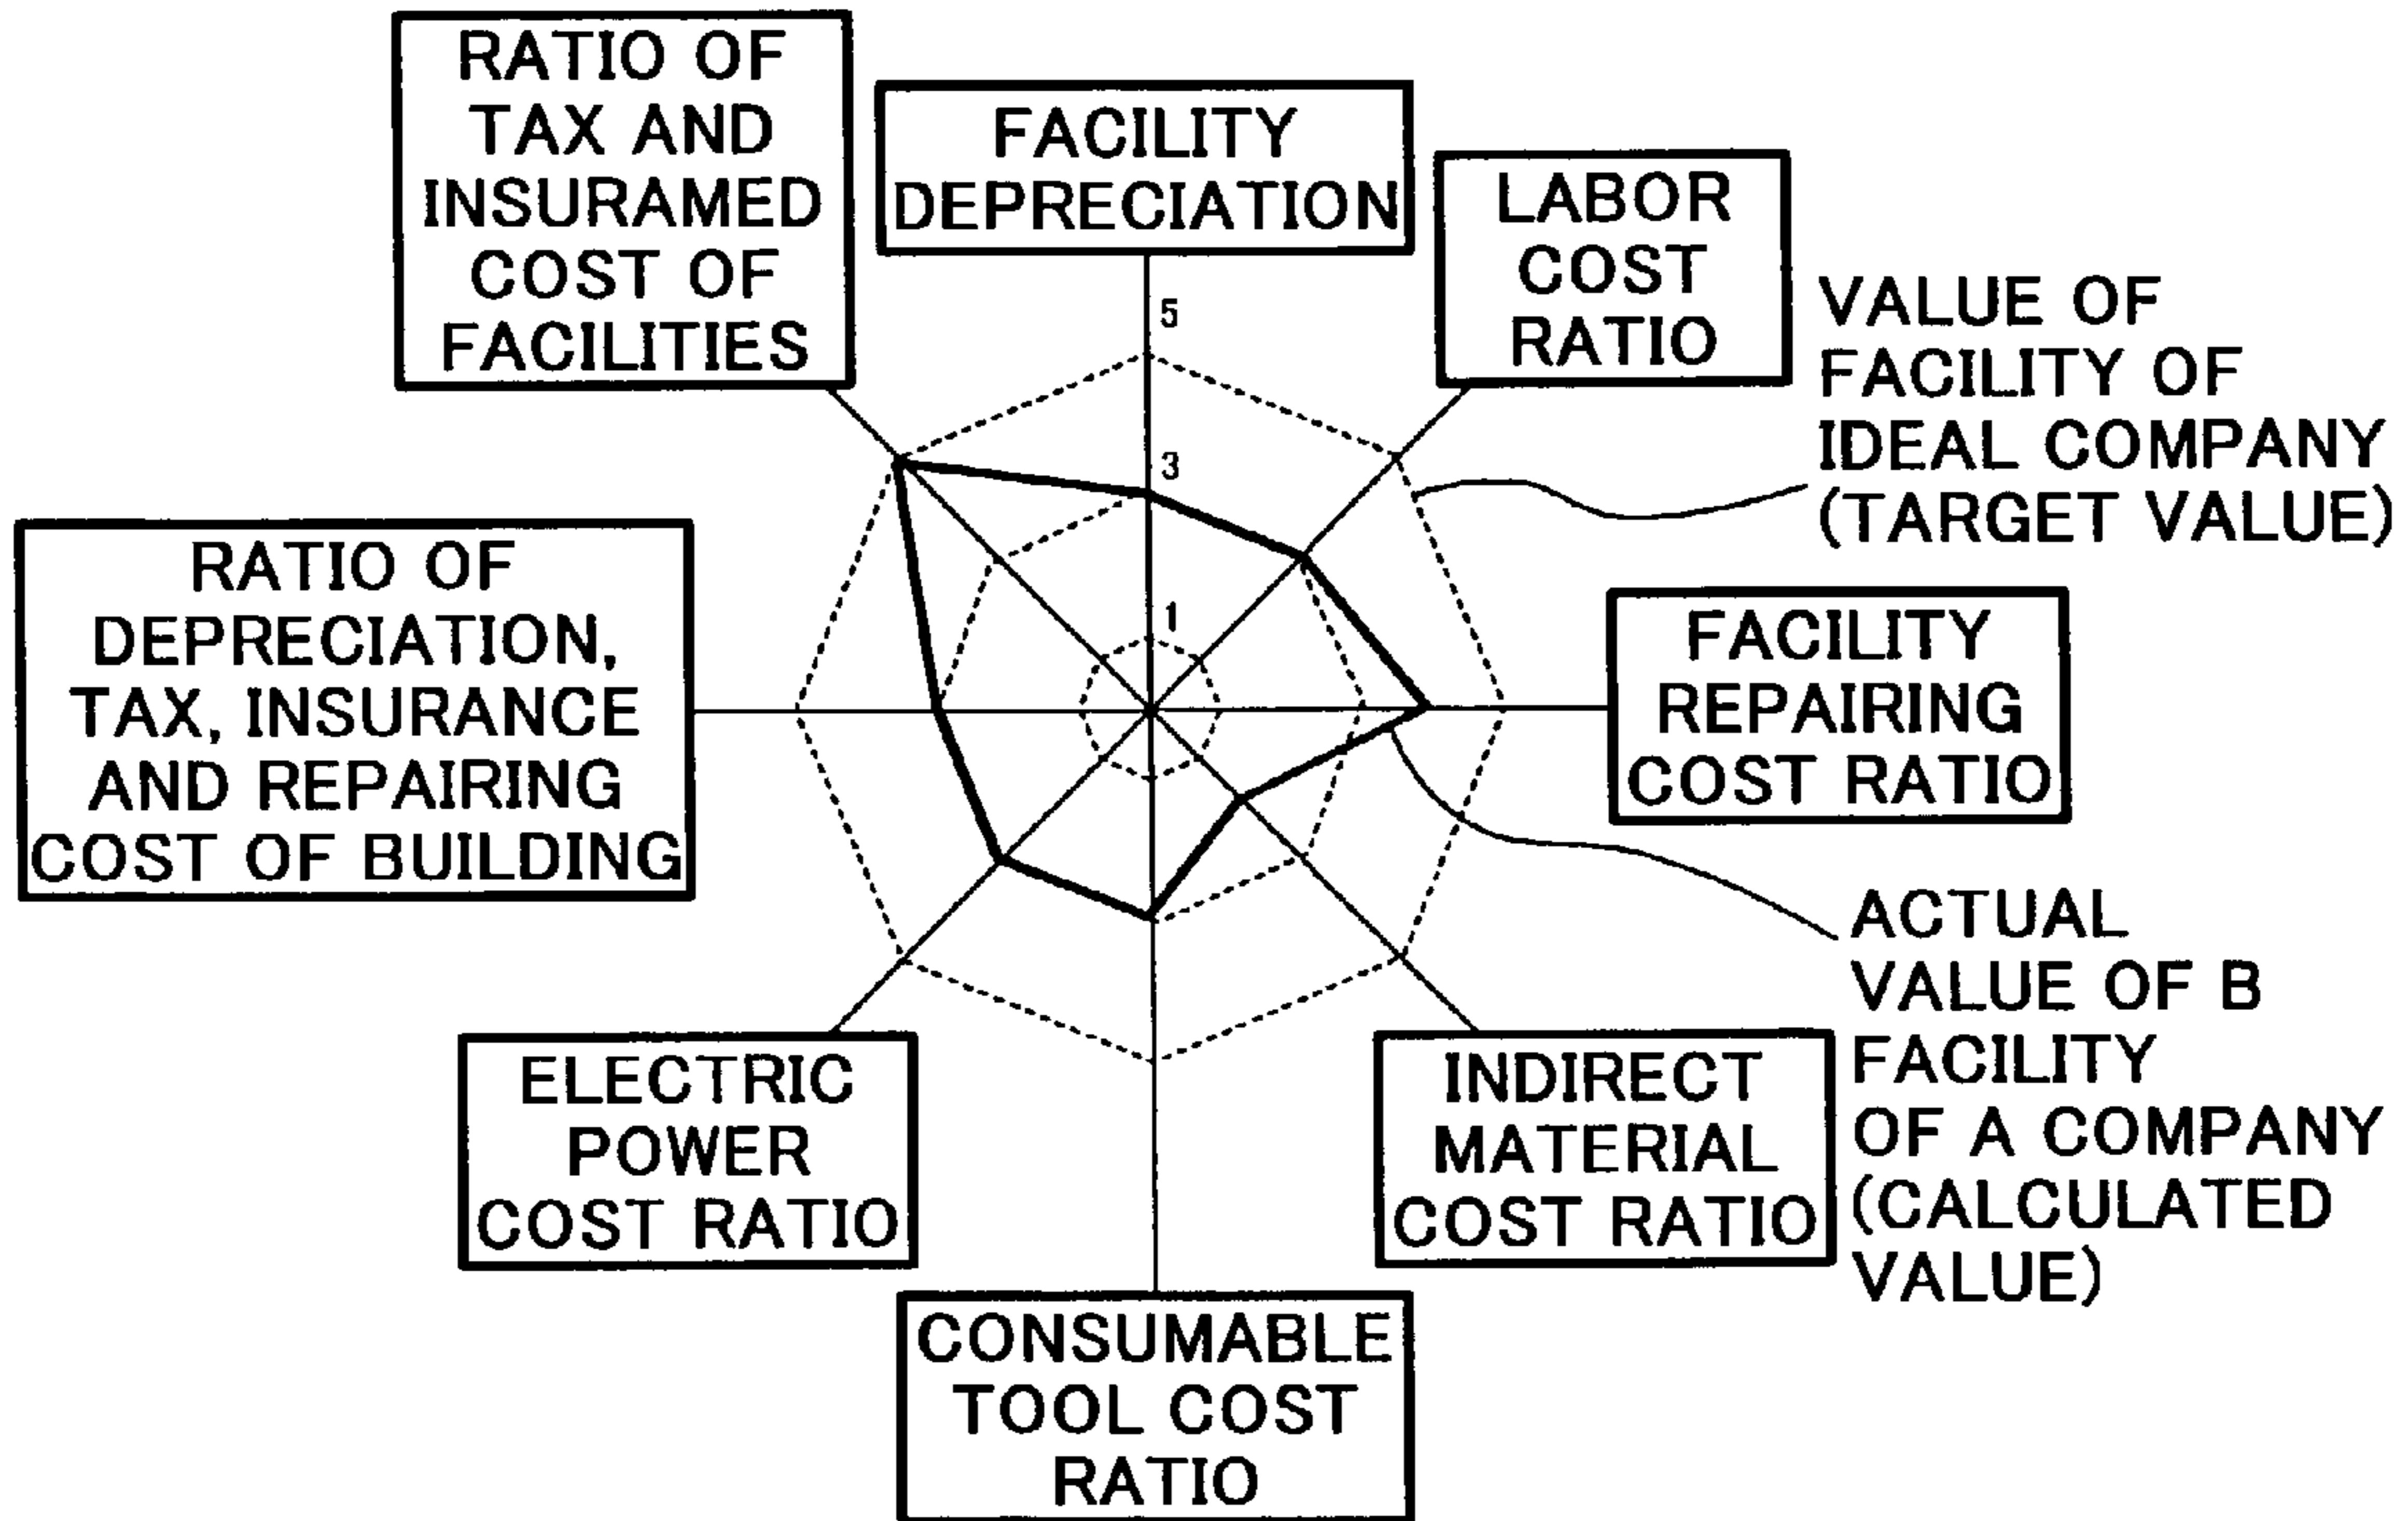 RATIO OF
TAX AND
INSURAMED
COST OF
FACILITIES
FACILITY
DEPRECIATION
LABOR
COST
RATIO
VALUE OF
FACILITY OF
IDEAL COMPANY
(TARGET VALUE)
5
3
1
RATIO OF
DEPRECIATION,
TAX, INSURANCE
AND REPAIRING
COST OF BUILDING
FACILITY
REPAIRING
COST RATIO
ACTUAL
VALUE OF B
FACILITY
OF A COMPANY
(CALCULATED
VALUE)
ELECTRIC
POWER
COST RATIO
INDIRECT
MATERIAL
COST RATIO
CONSUMABLE
TOOL COST
RATIO